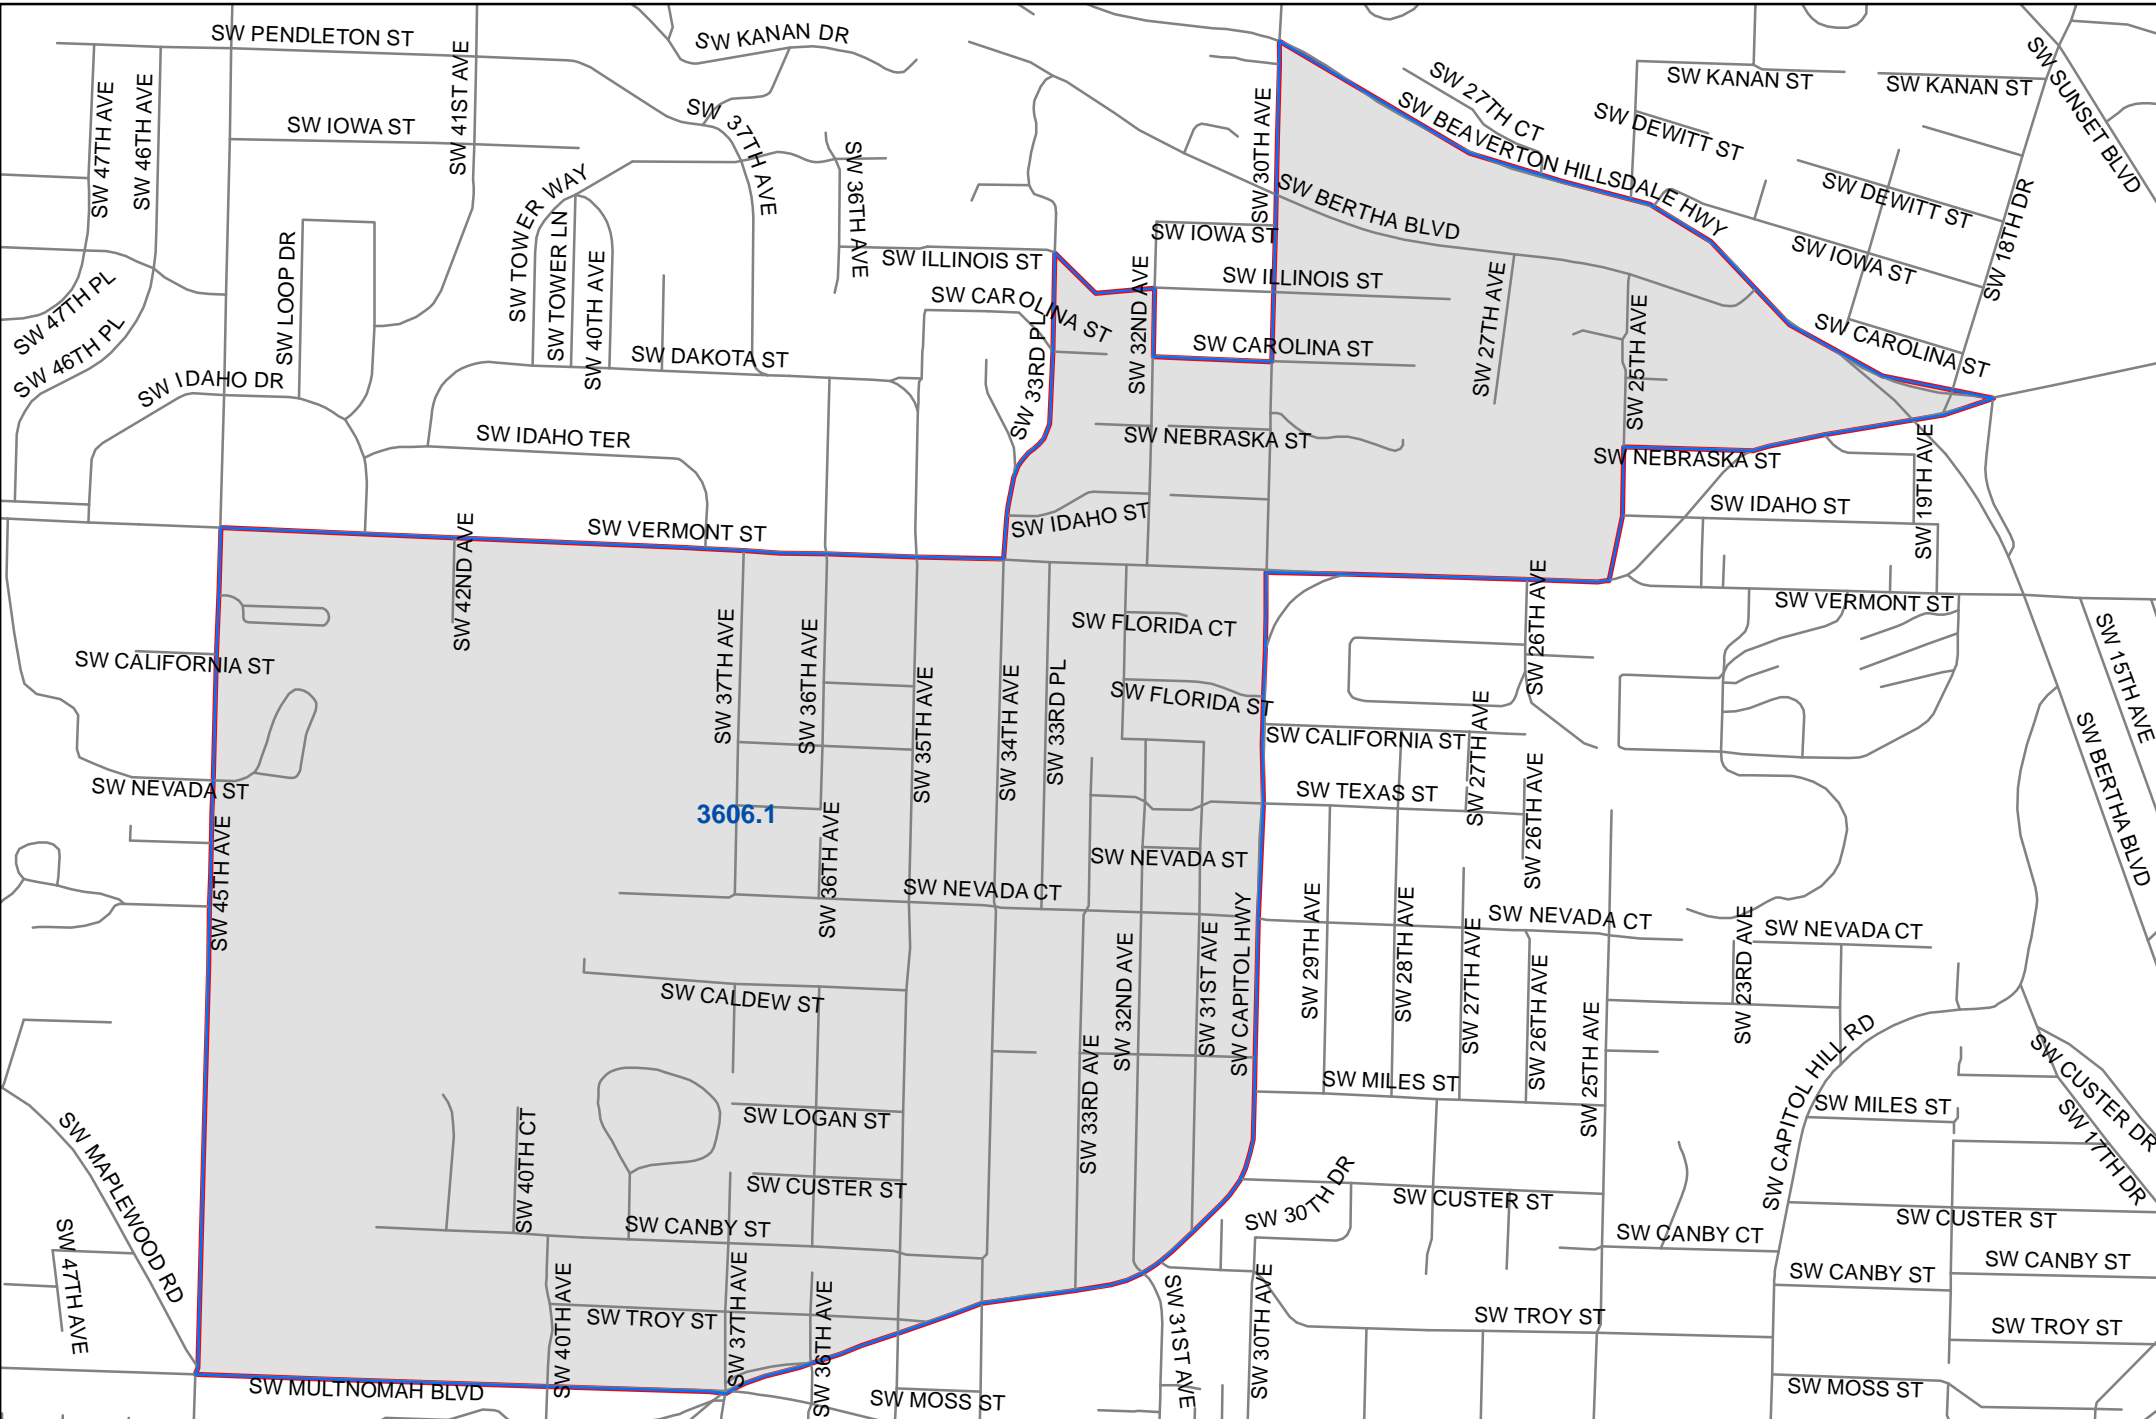 SW PENDLETON ST
SW KANAN DR
SW 41ST AVE
SW 47TH AVE
SW 46TH AVE
SW IOWA ST
SW 37TH AVE
SW 36TH AVE
SW 30TH AVE
SW 27TH CT
SW BEAVERTON HILLSDALE HWY
SW DEWITT ST
SW KANAN ST
SW KANAN ST
SW SUNSET BLVD
SW DEWITT ST
SW 18TH DR
SW IOWA ST
SW TOWER WAY
SW TOWER LN
SW 40TH AVE
SW LOOP DR
SW 47TH PL
SW 46TH PL
SW IDAHO DR
SW ILLINOIS ST
SW CAROLINA ST
SW 33RD PL
SW 32ND AVE
SW IOWA ST
SW BERTHA BLVD
SW ILLINOIS ST
SW CAROLINA ST
SW 27TH AVE
SW 25TH AVE
SW CAROLINA ST
SW DAKOTA ST
SW IDAHO TER
SW NEBRASKA ST
SW NEBRASKA ST
SW 19TH AVE
SW IDAHO ST
SW IDAHO ST
SW VERMONT ST
SW 42ND AVE
SW VERMONT ST
SW 26TH AVE
SW 15TH AVE
SW BERTHA BLVD
SW CALIFORNIA ST
SW 37TH AVE
SW 36TH AVE
SW 35TH AVE
SW 34TH AVE
SW 33RD PL
SW FLORIDA CT
SW FLORIDA ST
SW CALIFORNIA ST
SW 27TH AVE
SW TEXAS ST
SW 26TH AVE
SW NEVADA ST
3606.1
SW 45TH AVE
SW 36TH AVE
SW NEVADA ST
SW NEVADA CT
SW CAPITOL HWY
SW 29TH AVE
SW 28TH AVE
SW 27TH AVE
SW NEVADA CT
SW 26TH AVE
SW 23RD AVE
SW NEVADA CT
SW CALDEW ST
SW 32ND AVE
SW 31ST AVE
SW 33RD AVE
SW 25TH AVE
SW CAPITOL HILL RD
SW CUSTER DR
SW 17TH DR
SW MILES ST
SW MILES ST
SW LOGAN ST
SW MAPLEWOOD RD
SW 40TH CT
SW CUSTER ST
SW CANBY ST
SW 30TH DR
SW CUSTER ST
SW CANBY CT
SW CUSTER ST
SW CANBY ST
SW CANBY ST
SW 47TH AVE
SW 40TH AVE
SW TROY ST
SW 37TH AVE
SW 36TH AVE
SW 31ST AVE
SW 30TH AVE
SW TROY ST
SW TROY ST
SW MULTNOMAH BLVD
SW MOSS ST
SW MOSS ST